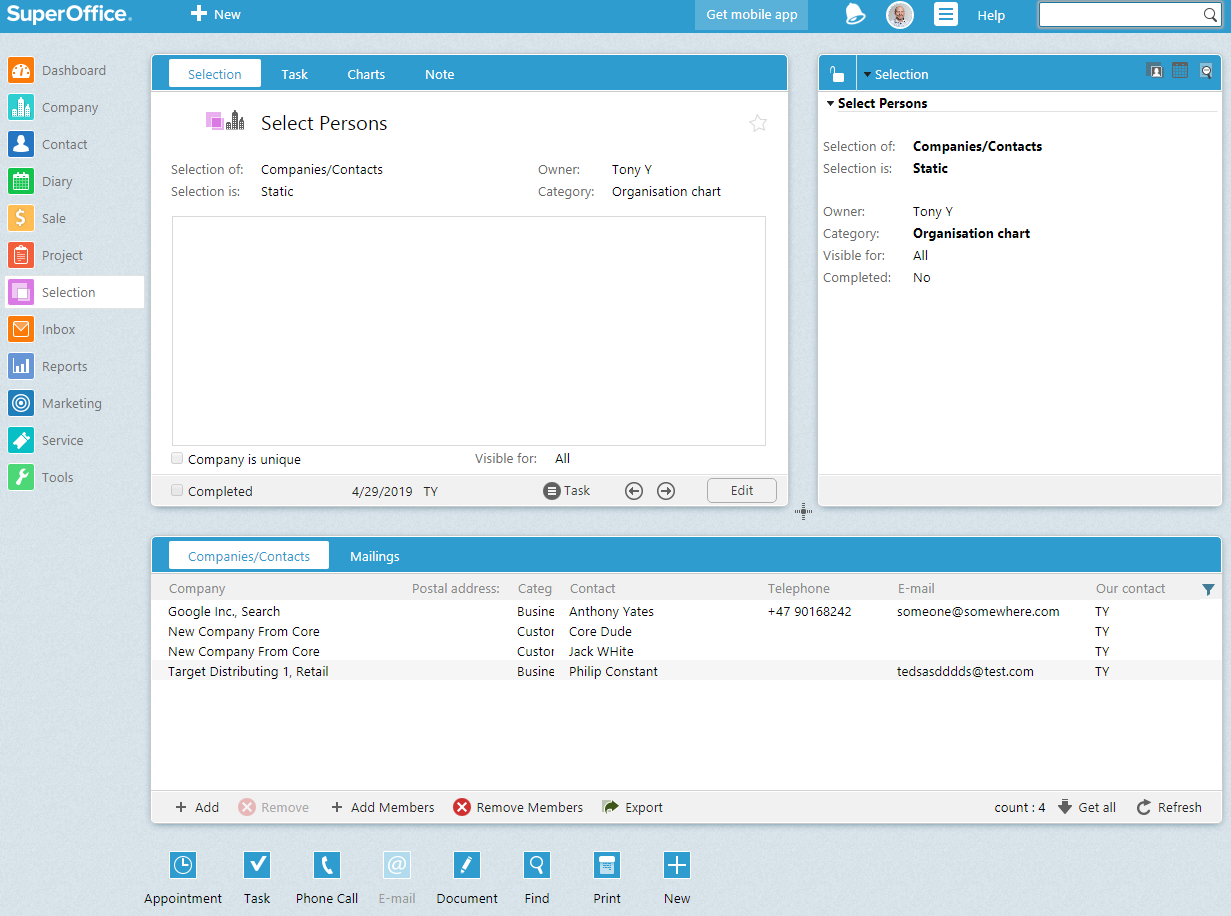 SuperOffice.
New
Get mobile app
Help
Dashboard
Company
Contact
Diary
Sale
Project
Selection
Inbox
Reports
Marketing
Service
Tools
Selection Task Charts Note
Select Persons
Selection of: Companies/Contacts Owner: Tony Y
Selection is: Static Category: Organisation chart
Company is unique Visible for: All
Completed 4/29/2019 TY Task Edit
Selection
Select Persons
Selection of: Companies/Contacts
Selection is: Static
Owner: Tony Y
Category: Organisation chart
Visible for: All
Completed: No
Companies/Contacts Mailings
Company Postal address: Categ Contact Telephone E-mail Our contact
Google Inc., Search Busine Anthony Yates +47 90168242 someone@somewhere.com TY
New Company From Core Custor Core Dude TY
New Company From Core Custor Jack WHite TY
Target Distributing 1, Retail Busine Philip Constant tedsasddddds@test.com TY
Add Remove Add Members Remove Members Export count : 4 Get all Refresh
Appointment Task Phone Call E-mail Document Find Print New